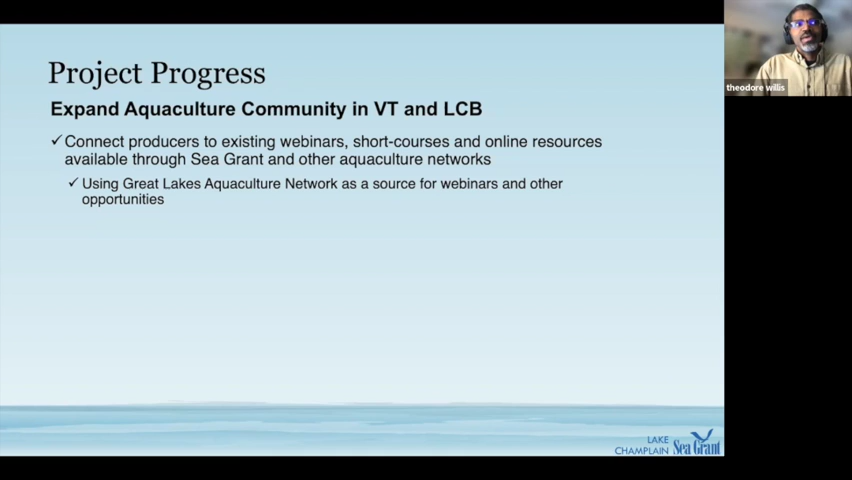 Project Progress
Expand Aquaculture Community in VT and LCB
✓Connect producers to existing webinars, short-courses and online resources
available through Sea Grant and other aquaculture networks
✓ Using Great Lakes Aquaculture Network as a source for webinars and other
opportunities
theodore willis
LAKE
CHAMPLAIN Sea Grant